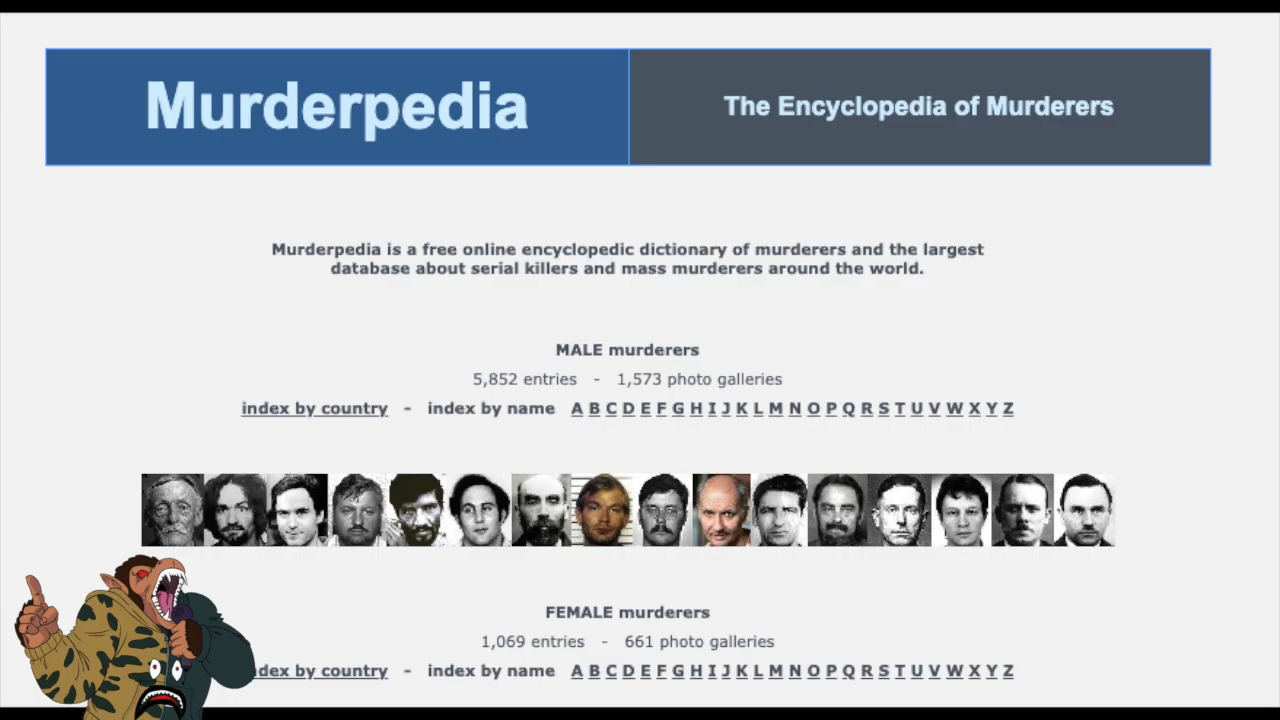 Murderpedia
The Encyclopedia of Murderers
Murderpedia is a free online encyclopedic dictionary of murderers and the largest
database about serial killers and mass murderers around the world.
MALE murderers
5,852 entries - 1,573 photo galleries
index by country - index by name A B C D E F G H I J K L M N O P Q R S T U V W X Y Z
FEMALE murderers
1,069 entries - 661 photo galleries
dex by country - index by name A B C D E F G H I J K L M N O P Q R S T U V W X Y Z